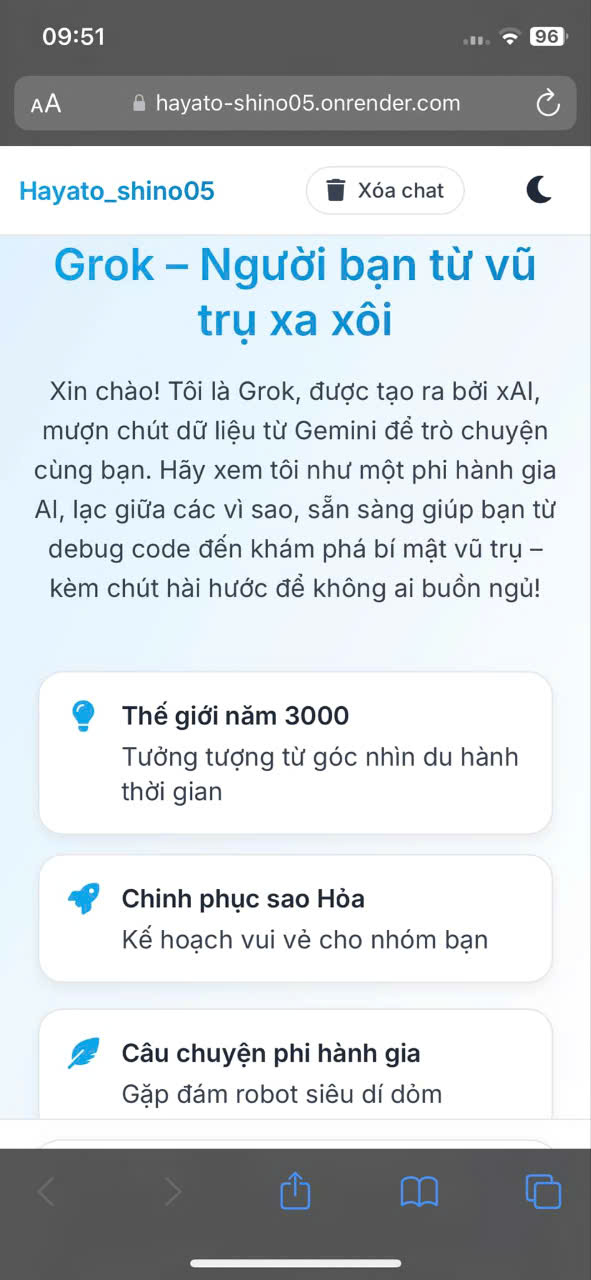 09:51
96
AA
hayato-shino05.onrender.com
Hayato_shino05
Xóa chat
Grok – Người bạn từ vũ
trụ xa xôi
Xin chào! Tôi là Grok, được tạo ra bởi xAI,
mượn chút dữ liệu từ Gemini để trò chuyện
cùng bạn. Hãy xem tôi như một phi hành gia
AI, lạc giữa các vì sao, sẵn sàng giúp bạn từ
debug code đến khám phá bí mật vũ trụ –
kèm chút hài hước để không ai buồn ngủ!
Thế giới năm 3000
Tưởng tượng từ góc nhìn du hành
thời gian
Chinh phục sao Hỏa
Kế hoạch vui vẻ cho nhóm bạn
Câu chuyện phi hành gia
Gặp đám robot siêu dí dỏm